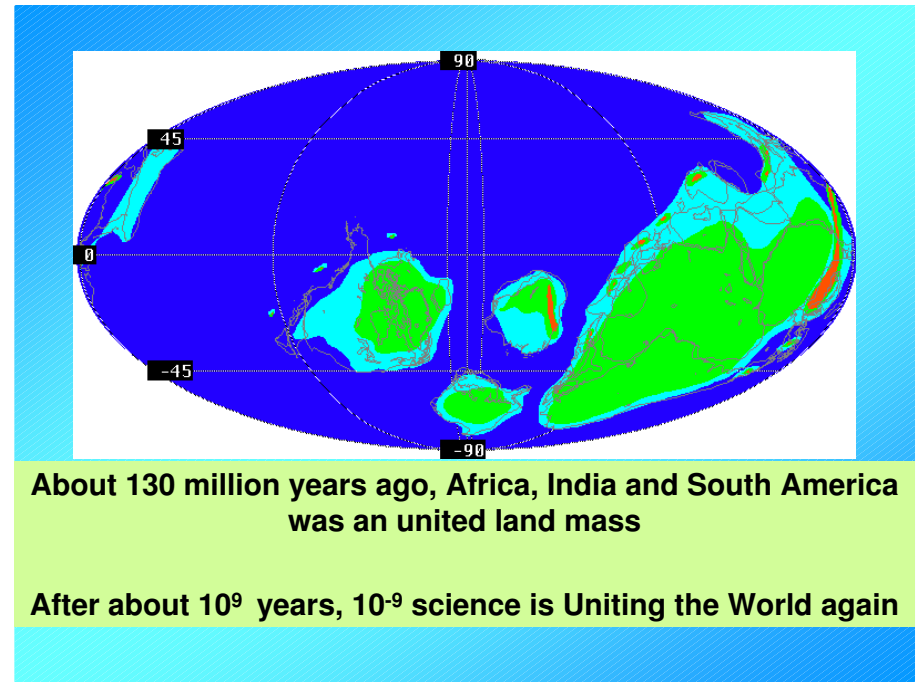 90
45
0
-45
-90
About 130 million years ago, Africa, India and South America
was an united land mass
After about 10⁹ years, 10⁻⁹ science is Uniting the World again